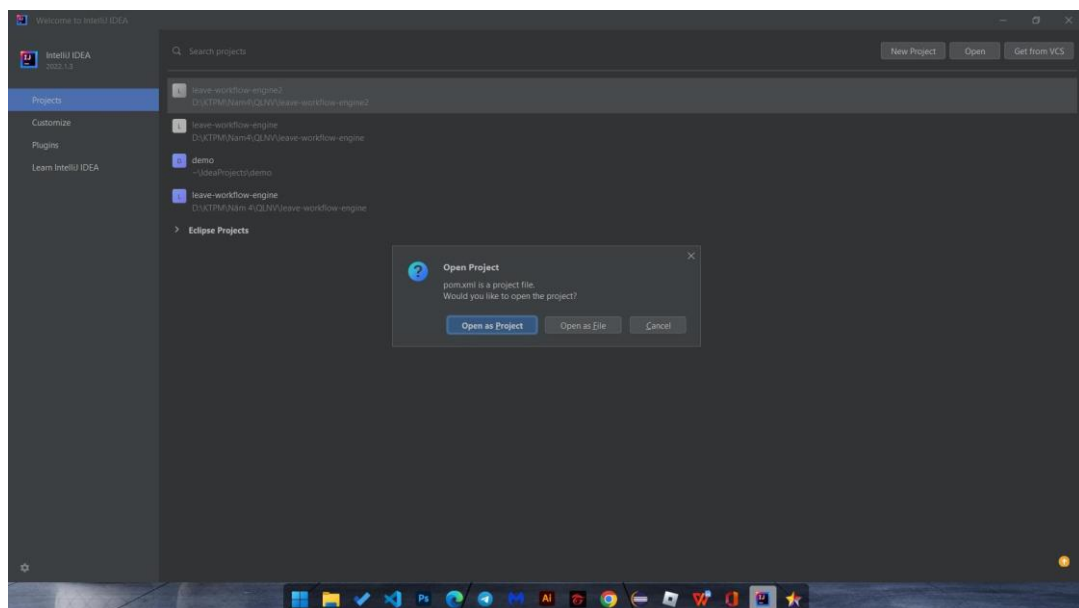 Welcome to IntelliJ IDEA
IntelliJ IDEA
2022.1.3
Search projects
New Project
Open
Get from VCS
Projects
Customize
Plugins
Learn IntelliJ IDEA
leave-workflow-engine2
D:\KTPM\Nam4\QLNV\leave-workflow-engine2
leave-workflow-engine
D:\KTPM\Nam4\QLNV\leave-workflow-engine
demo
~\IdeaProjects\demo
leave-workflow-engine
D:\KTPM\Năm 4\QLNV\leave-workflow-engine
Eclipse Projects
Open Project
pom.xml is a project file.
Would you like to open the project?
Open as Project
Open as File
Cancel
Ps
Ai